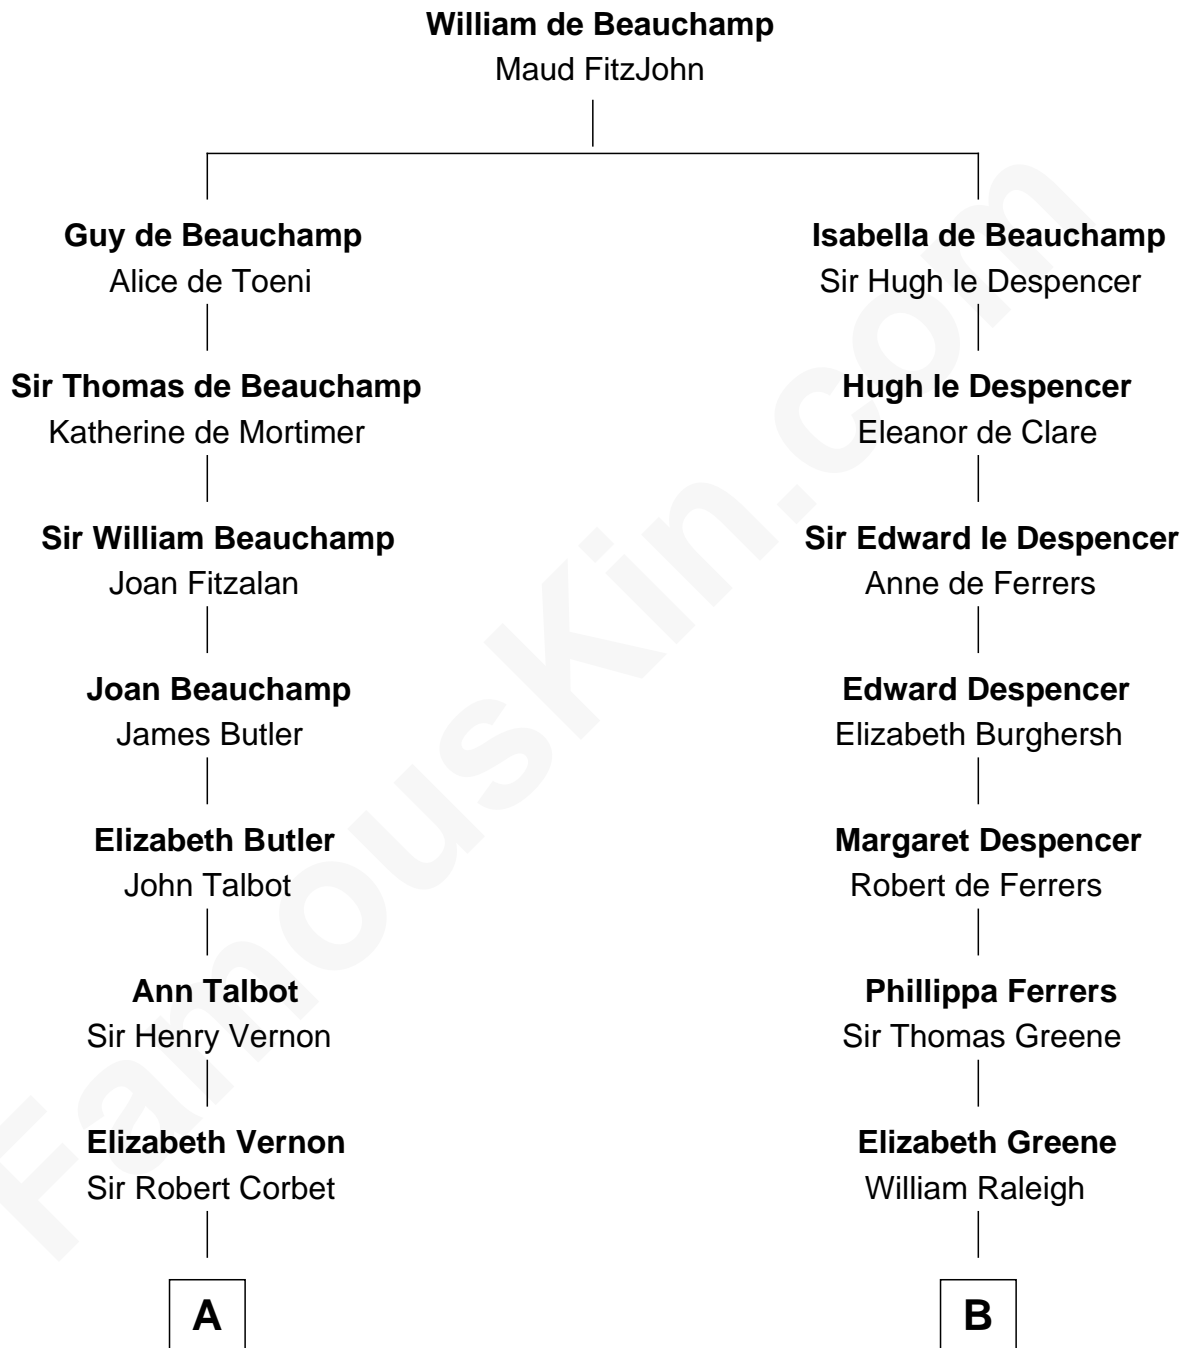 William de Beauchamp
Maud FitzJohn
Guy de Beauchamp
Alice de Toeni
Isabella de Beauchamp
Sir Hugh le Despencer
Sir Thomas de Beauchamp
Katherine de Mortimer
Hugh le Despencer
Eleanor de Clare
Sir William Beauchamp
Joan Fitzalan
Sir Edward le Despencer
Anne de Ferrers
Joan Beauchamp
James Butler
Edward Despencer
Elizabeth Burghersh
Elizabeth Butler
John Talbot
Margaret Despencer
Robert de Ferrers
Ann Talbot
Sir Henry Vernon
Phillippa Ferrers
Sir Thomas Greene
Elizabeth Vernon
Sir Robert Corbet
Elizabeth Greene
William Raleigh
A
B
FamousKin.com